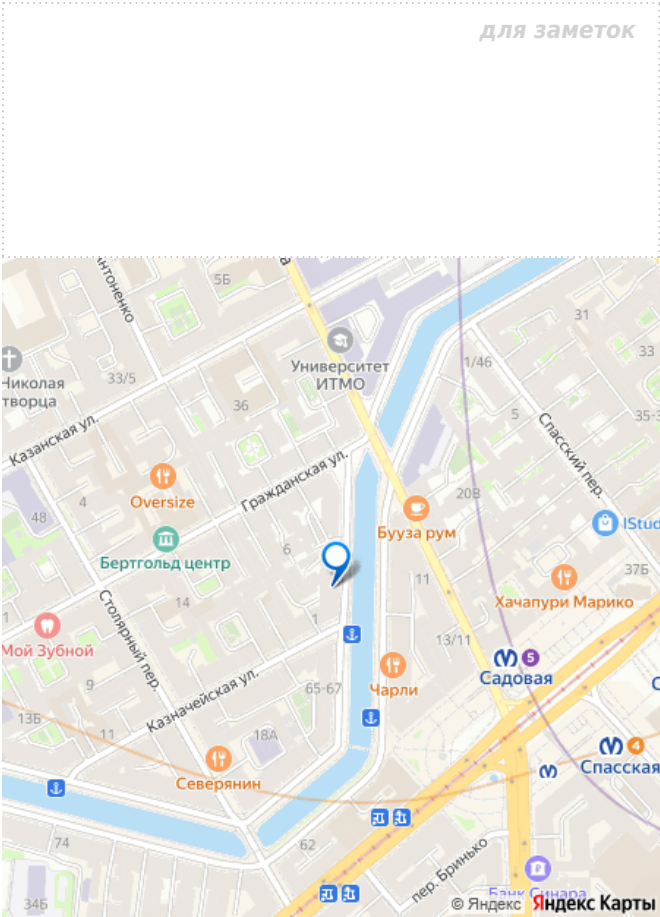 для заметок
5Б
Университет
ИТМО
31
1/46
33
Николая
творца
33/5
36
5
35-
Казанская ул.
Спасский пер.
Гражданская ул.
4
Oversize
20В
48
Бууза рум
IStud
6
Бертгольд центр
11
37Б
14
Хачапури Марико
1
1
Столярный пер.
13/11
Мой Зубной
5
Садовая
9
65-67
Чарли
Казначейская ул.
13Б
11
18А
4
Спасская
Северянин
74
62
пер. Бринько
Банк Синара
34Б
© Яндекс Яндекс Карты